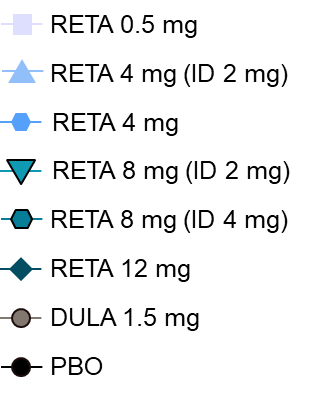 RETA 0.5 mg
RETA 4 mg (ID 2 mg)
RETA 4 mg
RETA 8 mg (ID 2 mg)
RETA 8 mg (ID 4 mg)
RETA 12 mg
DULA 1.5 mg
PBO